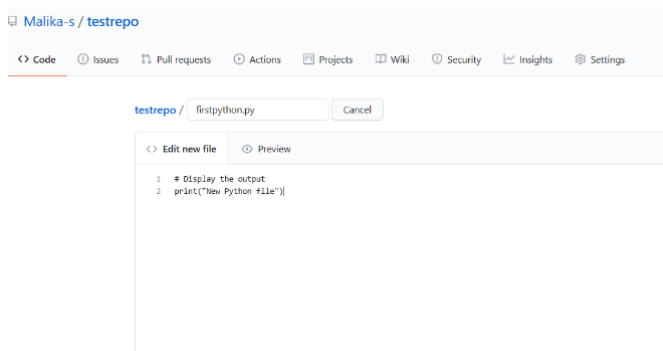 Malika-s / testrepo
<> Code Issues Pull requests Actions Projects Wiki Security Insights Settings
testrepo / firstpython.py Cancel
<> Edit new file Preview
1 # Display the output
2 print("New Python file")